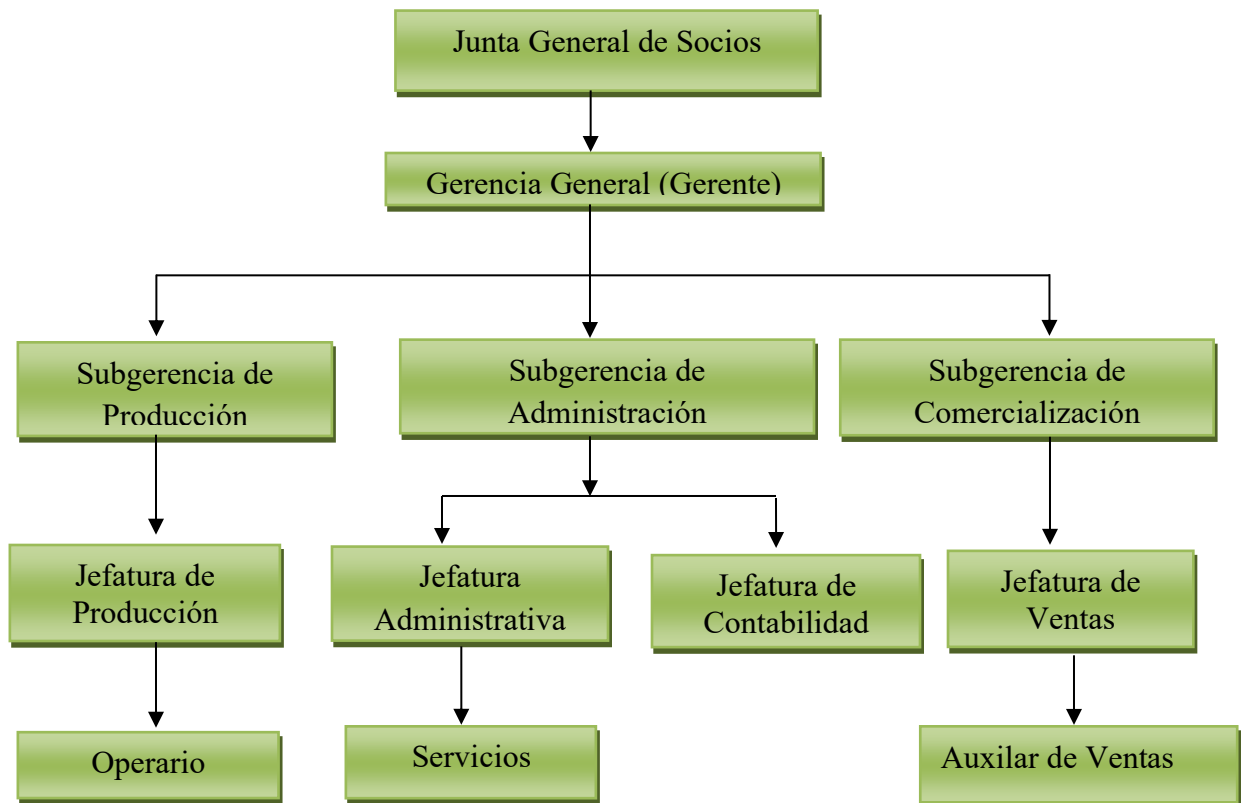 Junta General de Socios
Gerencia General (Gerente)
Subgerencia de
Producción
Subgerencia de
Administración
Subgerencia de
Comercialización
Jefatura de
Producción
Jefatura
Administrativa
Jefatura de
Contabilidad
Jefatura de
Ventas
Operario
Servicios
Auxilar de Ventas